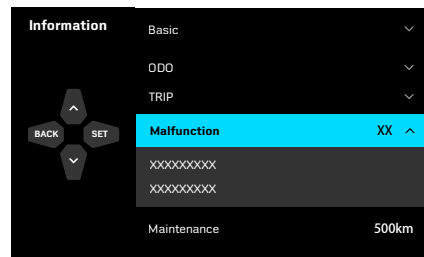 Information
Basic
ODO
TRIP
BACK SET
Malfunction XX
XXXXXXXXX
XXXXXXXXX
Maintenance 500km